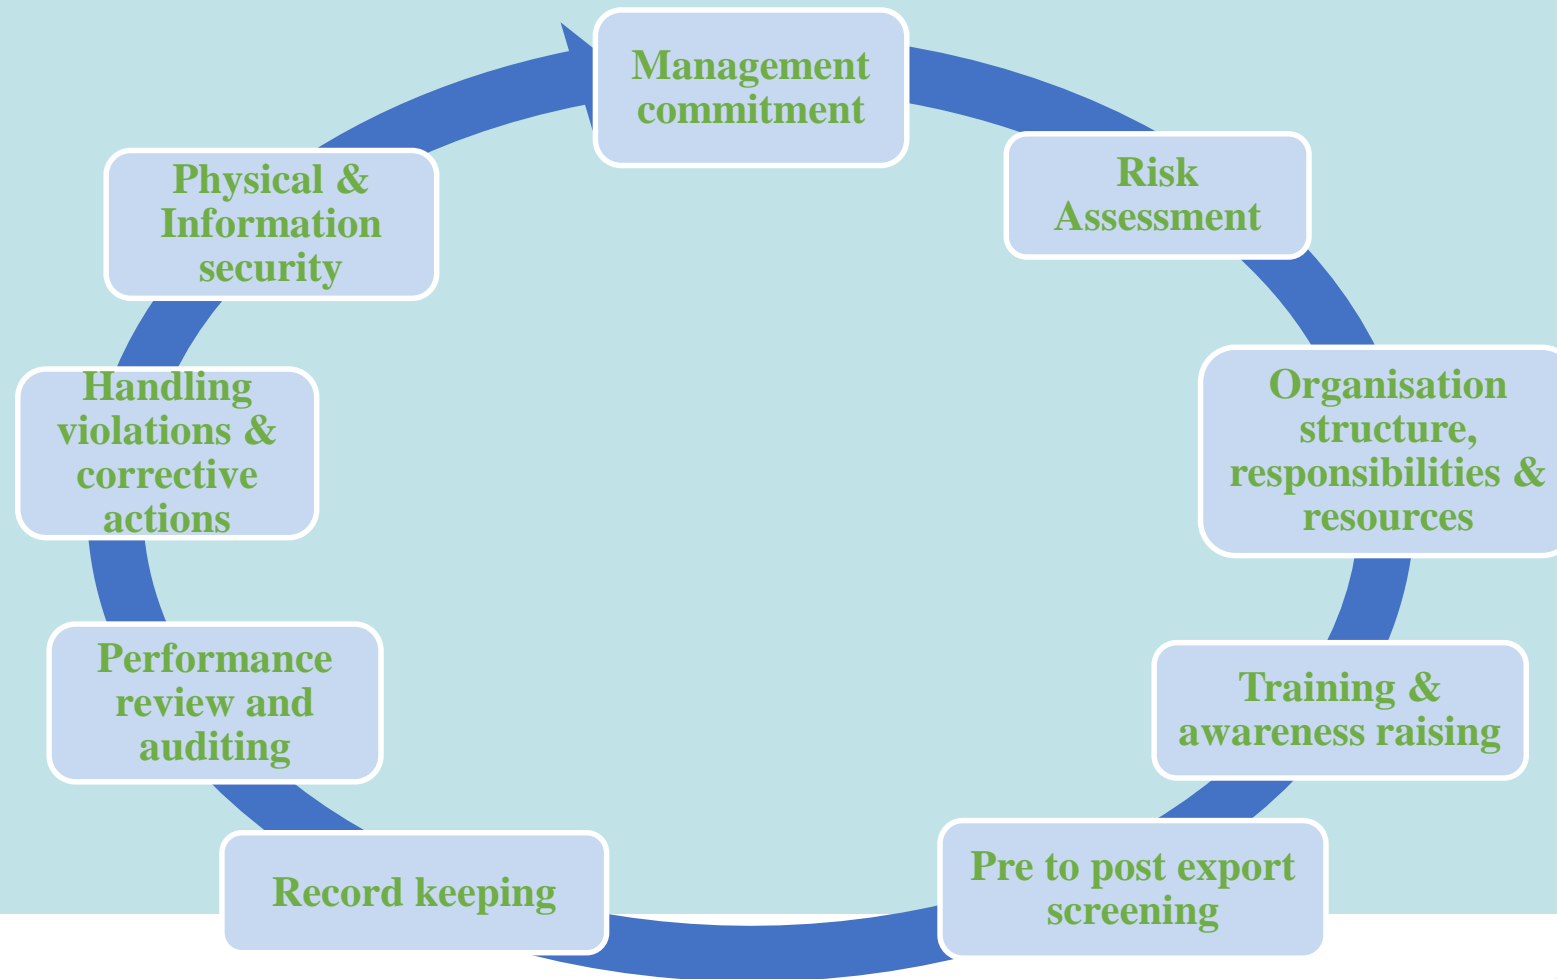 Management
commitment
Risk
Assessment
Organisation
structure,
responsibilities &
resources
Training &
awareness raising
Pre to post export
screening
Record keeping
Performance
review and
auditing
Handling
violations &
corrective
actions
Physical &
Information
security